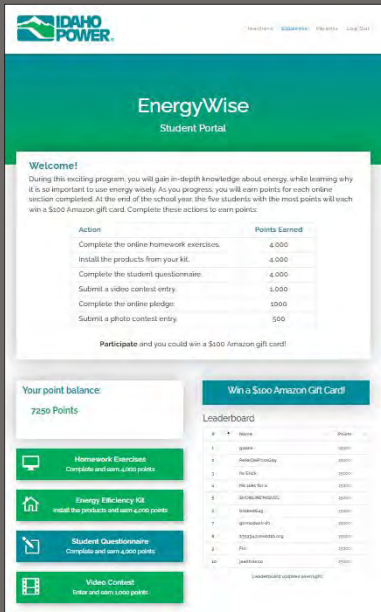 IDAHO
POWER®
Students
Log Out
EnergyWise
Student Portal
Welcome!
During this exciting program, you will gain in-depth knowledge about energy, while learning why
it is so important to use energy wisely. As you progress, you will earn points for each online
section completed. At the end of the school year, the five students with the most points will each
win a $100 Amazon gift card. Complete these actions to earn points:
Action Points Earned
Complete the online homework exercises. 4,000
Install the products from your kit. 4,000
Complete the student questionnaire. 4,000
Submit a video contest entry. 1,000
Complete the online pledge. 1000
Submit a photo contest entry. 500
Participate and you could win a $100 Amazon gift card!
Your point balance:
7250 Points
Win a $100 Amazon Gift Card!
Leaderboard
# Name Points
Homework Exercises
Complete and earn 4,000 points
Energy Efficiency Kit
Install the products and earn 4,000 points
Student Questionnaire
Complete and earn 4,000 points
Video Contest
Enter and earn 1,000 points
Leaderboard updates overnight